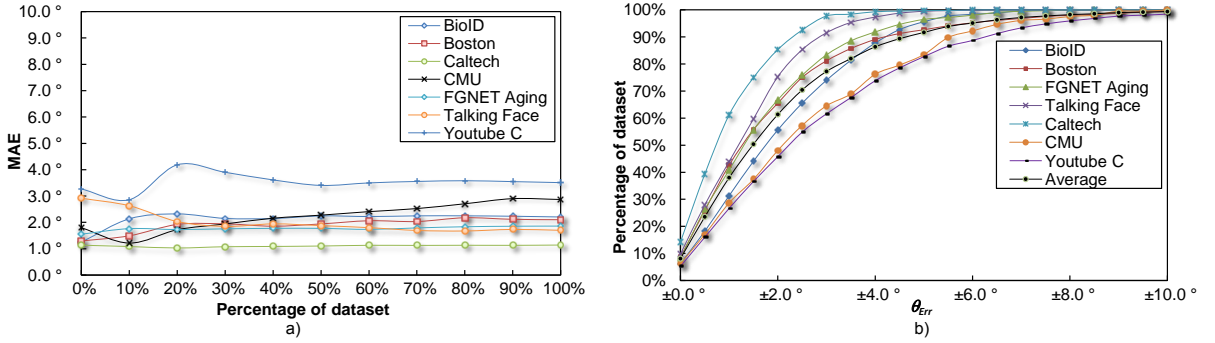 10.0 °
9.0 °
8.0 °
7.0 °
6.0 °
5.0 °
4.0 °
3.0 °
2.0 °
1.0 °
0.0 °
MAE
BioID
Boston
Caltech
CMU
FGNET Aging
Talking Face
Youtube C
0% 10% 20% 30% 40% 50% 60% 70% 80% 90% 100%
Percentage of dataset
a)
100%
90%
80%
70%
60%
50%
40%
30%
20%
10%
0%
Percentage of dataset
BioID
Boston
FGNET Aging
Talking Face
Caltech
CMU
Youtube C
Average
±0.0 ° ±2.0 ° ±4.0 ° ±6.0 ° ±8.0 ° ±10.0 °
θErr
b)